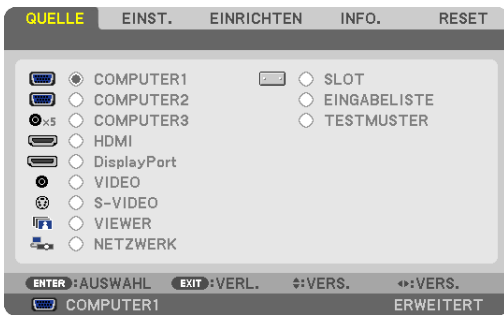 QUELLE EINST. EINRICHTEN INFO. RESET
COMPUTER1
COMPUTER2
×5 COMPUTER3
HDMI
DisplayPort
VIDEO
S-VIDEO
VIEWER
NETZWERK
SLOT
EINGABELISTE
TESTMUSTER
ENTER:AUSWAHL EXIT:VERL. :VERS. :VERS.
COMPUTER1 ERWEITERT